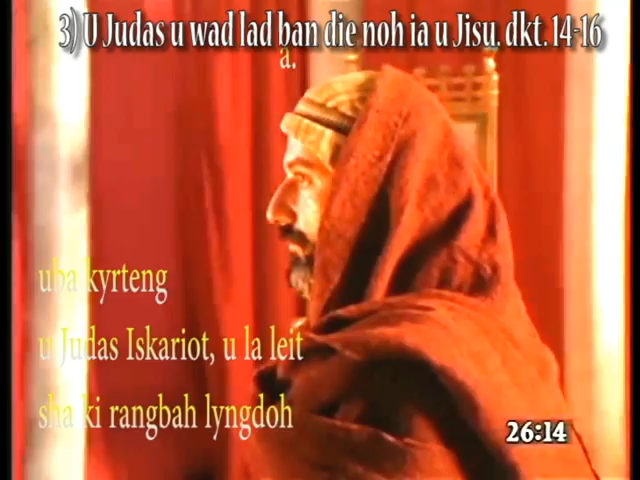 3) U Judas u wad lad ban die noh ia u Jisu. dkt. 14-16
a.
uba kyrteng
u Judas Iskariot, u la leit
sha ki rangbah lyngdoh
26:14